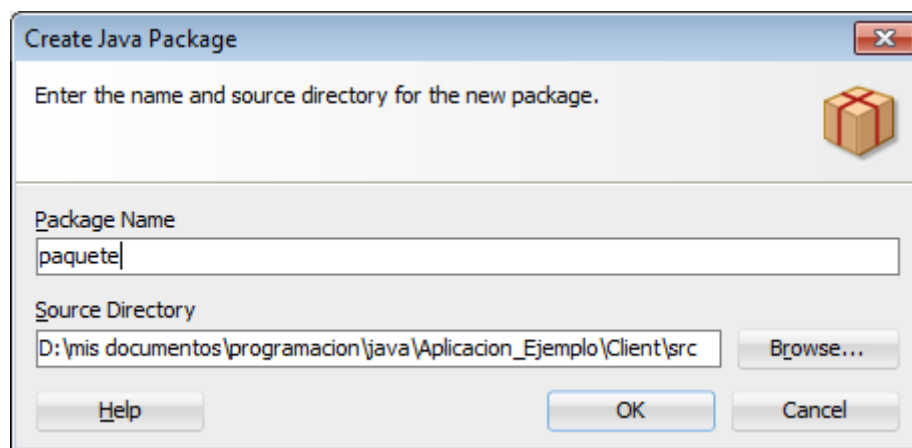 Create Java Package
Enter the name and source directory for the new package.
Package Name
paquete
Source Directory
D:\mis documentos\programacion\java\Aplicacion_Ejemplo\Client\src
Browse...
Help
OK
Cancel